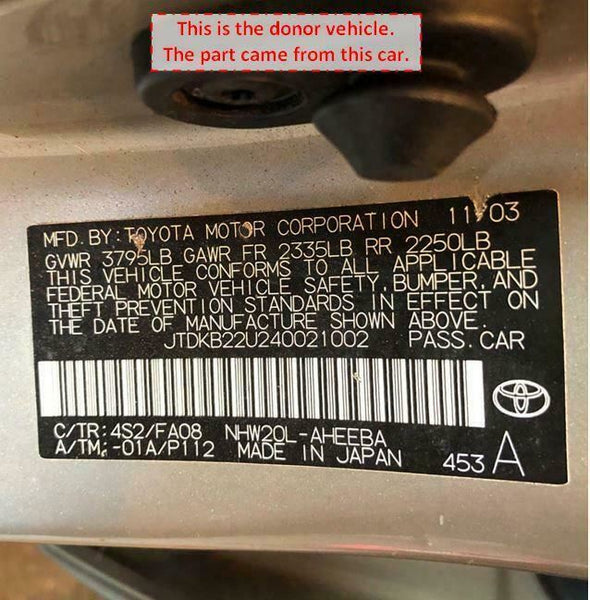 This is the donor vehicle.
The part came from this car.
MFD. BY: TOYOTA MOTOR CORPORATION 11/03
GVWR 3795LB GAWR FR 2335LB RR 2250LB
THIS VEHICLE CONFORMS TO ALL APPLICABLE
FEDERAL MOTOR VEHICLE SAFETY, BUMPER, AND
THEFT PREVENTION STANDARDS IN EFFECT ON
THE DATE OF MANUFACTURE SHOWN ABOVE.
JTDKB22U240021002 PASS. CAR
C/TR: 4S2/FA08 NHW20L-AHEEBA
A/TM: -01A/P112 MADE IN JAPAN 453 A